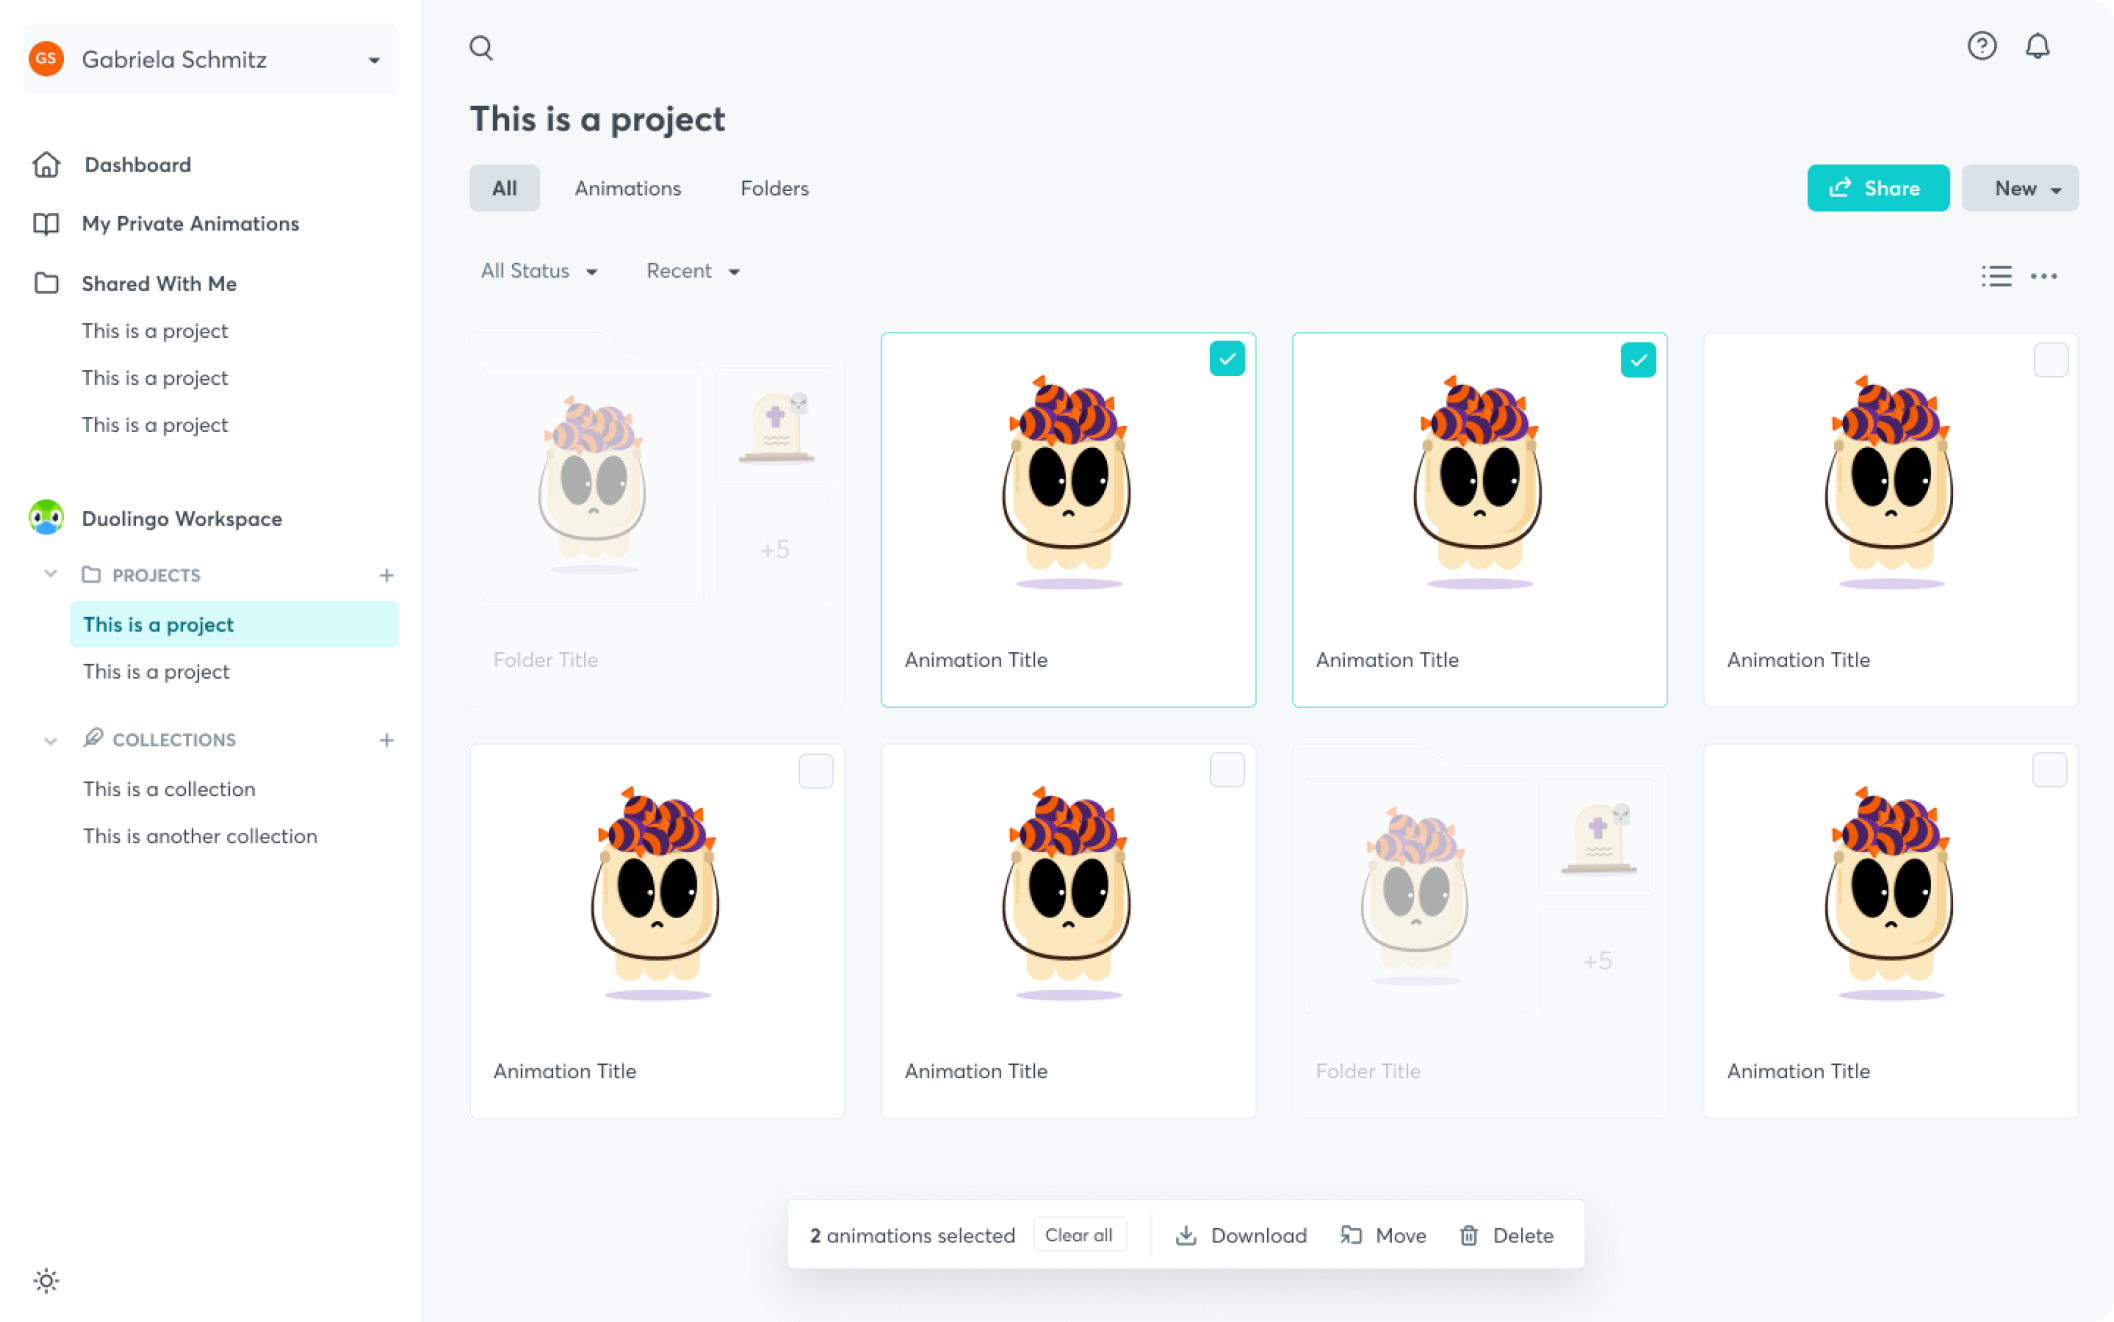 GS Gabriela Schmitz
Dashboard
My Private Animations
Shared With Me
This is a project
This is a project
This is a project
Duolingo Workspace
PROJECTS
This is a project
This is a project
COLLECTIONS
This is a collection
This is another collection
This is a project
All Animations Folders
Share New
All Status Recent
+5
Folder Title
Animation Title
Animation Title
Animation Title
Animation Title
Animation Title
+5
Folder Title
Animation Title
2 animations selected Clear all Download Move Delete